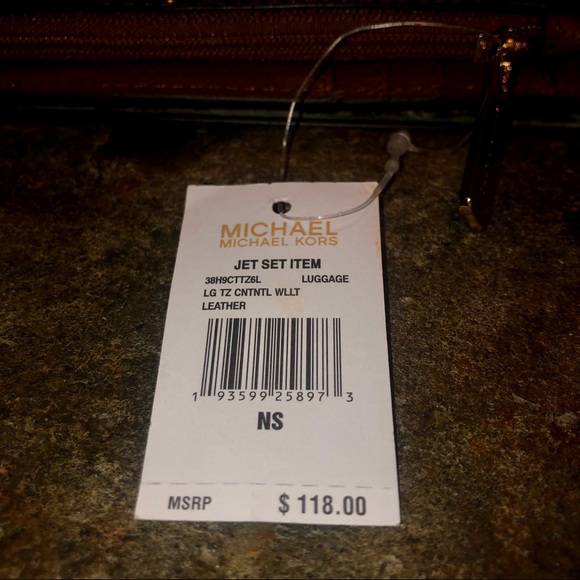 MICHAEL
MICHAEL KORS
JET SET ITEM
38H9CTTZ6L LUGGAGE
LG TZ CNTNTL WLLT
LEATHER
1 93599 25897 3
NS
MSRP $ 118.00